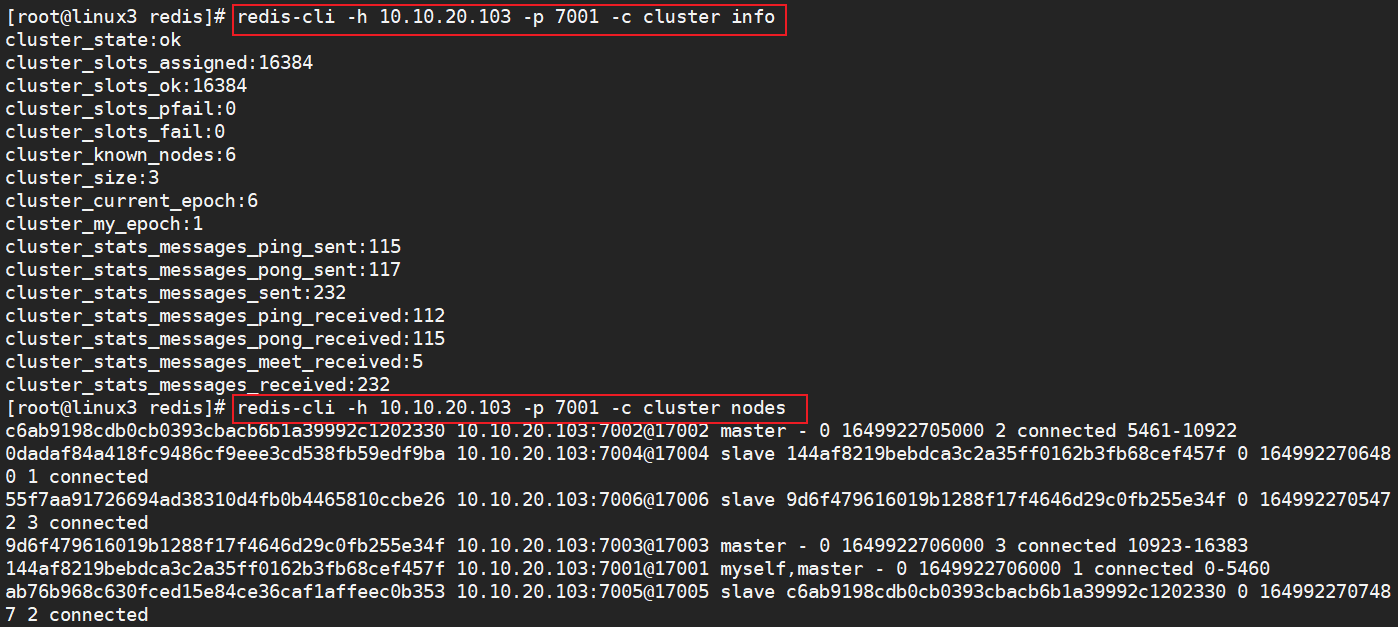 [root@linux3 redis]# redis-cli -h 10.10.20.103 -p 7001 -c cluster info
cluster_state:ok
cluster_slots_assigned:16384
cluster_slots_ok:16384
cluster_slots_pfail:0
cluster_slots_fail:0
cluster_known_nodes:6
cluster_size:3
cluster_current_epoch:6
cluster_my_epoch:1
cluster_stats_messages_ping_sent:115
cluster_stats_messages_pong_sent:117
cluster_stats_messages_sent:232
cluster_stats_messages_ping_received:112
cluster_stats_messages_pong_received:115
cluster_stats_messages_meet_received:5
cluster_stats_messages_received:232
[root@linux3 redis]# redis-cli -h 10.10.20.103 -p 7001 -c cluster nodes
c6ab9198cdb0cb0393cbacb6b1a39992c1202330 10.10.20.103:7002@17002 master - 0 1649922705000 2 connected 5461-10922
0dadaf84a418fc9486cf9eee3cd538fb59edf9ba 10.10.20.103:7004@17004 slave 144af8219bebdca3c2a35ff0162b3fb68cef457f 0 164992270648
0 1 connected
55f7aa91726694ad38310d4fb0b4465810ccbe26 10.10.20.103:7006@17006 slave 9d6f479616019b1288f17f4646d29c0fb255e34f 0 164992270547
2 3 connected
9d6f479616019b1288f17f4646d29c0fb255e34f 10.10.20.103:7003@17003 master - 0 1649922706000 3 connected 10923-16383
144af8219bebdca3c2a35ff0162b3fb68cef457f 10.10.20.103:7001@17001 myself,master - 0 1649922706000 1 connected 0-5460
ab76b968c630fced15e84ce36caf1affeec0b353 10.10.20.103:7005@17005 slave c6ab9198cdb0cb0393cbacb6b1a39992c1202330 0 164992270748
7 2 connected